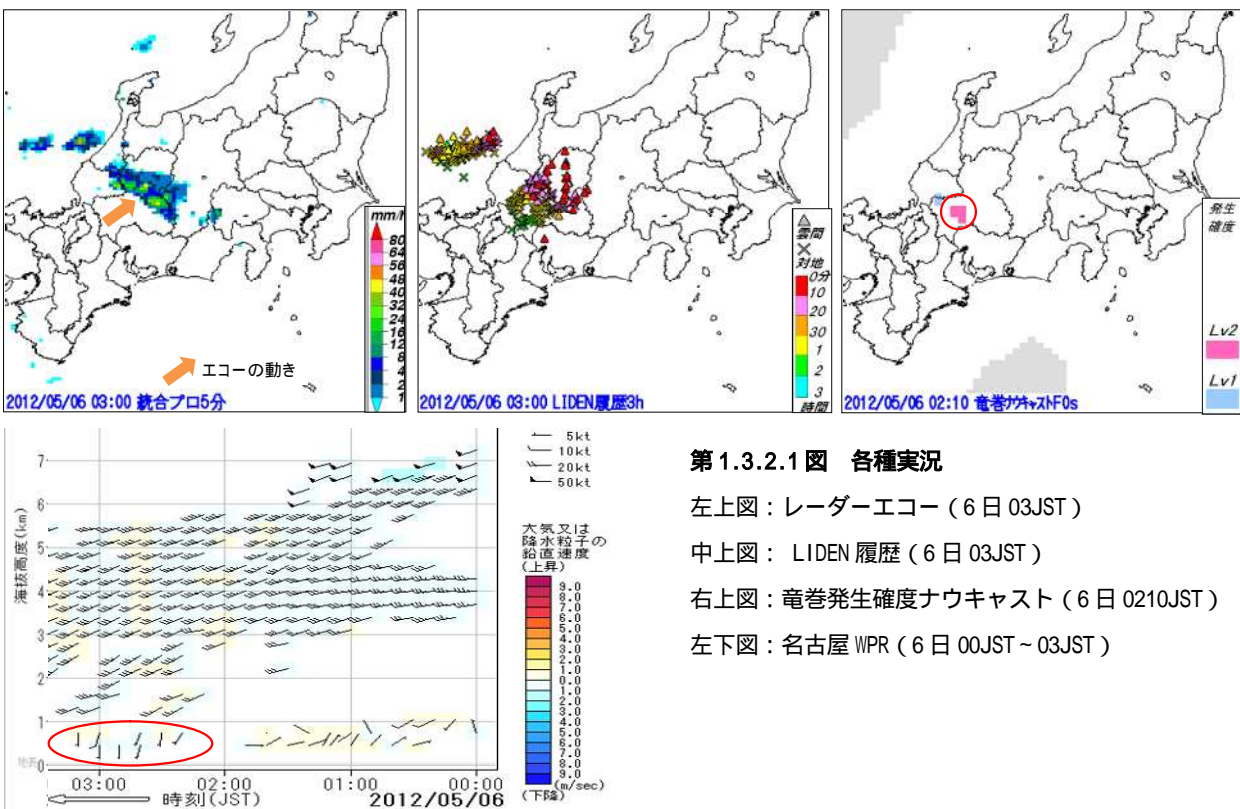 mm/h
80
64
56
48
40
32
24
16
12
8
4
2
1
エコーの動き
2012/05/06 03:00 統合プロ5分
雲間
対地
0分
10
20
30
1
2
3
時間
2012/05/06 03:00 LIDEN履歴3h
発生
確度
Lv2
Lv1
2012/05/06 02:10 竜巻ナウキャストF0s
海抜高度(km)
7
6
5
4
3
2
1
地表0
03:00 02:00 01:00 00:00
時刻(JST) 2012/05/06
5kt
10kt
20kt
50kt
大気又は
降水粒子の
鉛直速度
(上昇)
9.0
8.0
7.0
6.0
5.0
4.0
3.0
2.0
1.0
0.0
1.0
2.0
3.0
4.0
5.0
6.0
7.0
8.0
9.0
(m/sec)
(下降)
第1.3.2.1図 各種実況
左上図:レーダーエコー(6日03JST)
中上図: LIDEN履歴(6日03JST)
右上図:竜巻発生確度ナウキャスト(6日0210JST)
左下図:名古屋WPR(6日00JST~03JST)